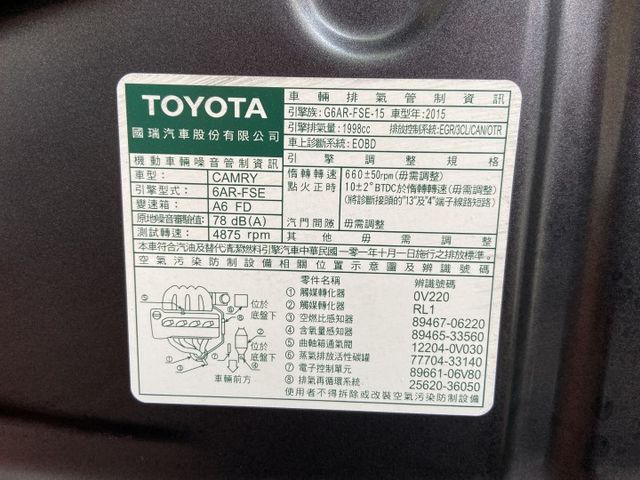 TOYOTA
國瑞汽車股份有限公司
機動車輛噪音管制資訊
車型: CAMRY
引擎型式: 6AR-FSE
變速箱: A6 FD
原地噪音審驗值: 78 dB(A)
測試轉速: 4875 rpm
車輛排氣管制資訊
引擎族: G6AR-FSE-15 車型年: 2015
引擎排氣量: 1998cc 排放控制系統: EGR/3CL/CAN/OTR
車上診斷系統: EOBD
引擎調整規格
惰轉轉速 660±50rpm(毋需調整)
點火正時 10±2°BTDC於惰轉轉速(毋需調整)
(將診斷接頭的"13"及"4"端子線路短路)
汽門間隙 毋需調整
本車符合汽油及替代清潔燃料引擎汽車中華民國一零一年十月一日施行之排放標準。
空氣污染防制設備相關位置示意圖及辨識號碼
位於底盤下
位於底盤下
車輛前方
零件名稱 辨識號碼
① 觸媒轉化器 0V220
② 觸媒轉化器 RL1
③ 空燃比感知器 89467-06220
④ 含氧量感知器 89465-33560
⑤ 曲軸箱通氣閥 12204-0V030
⑥ 蒸氣排放活性碳罐 77704-33140
⑦ 電子控制單元 89661-06V80
⑧ 排氣再循環系統 25620-36050
使用者不得拆除或改裝空氣污染防制設備